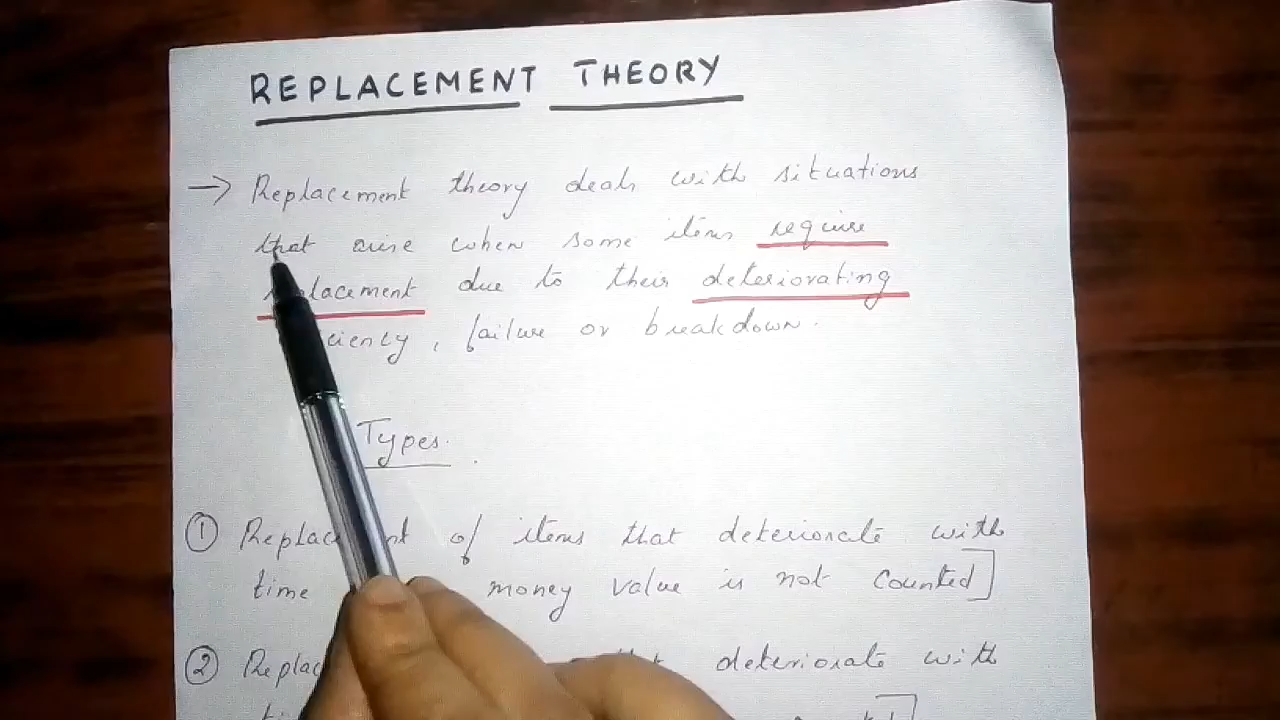 REPLACEMENT THEORY
→ Replacement theory deals with situations
that arise when some items require
replacement due to their deteriorating
ciency, failure or breakdown.
Types.
① Replac t of items that deteriorate with
time money value is not counted]
② Replac deteriorate with